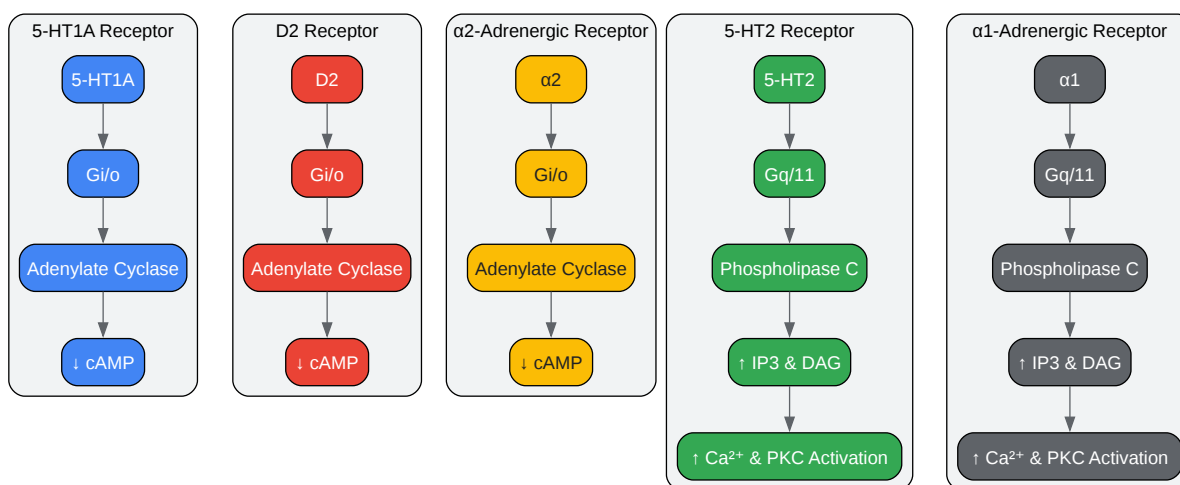 5-HT1A Receptor
5-HT1A
Gi/o
Adenylate Cyclase
↓ cAMP
D2 Receptor
D2
Gi/o
Adenylate Cyclase
↓ cAMP
α2-Adrenergic Receptor
α2
Gi/o
Adenylate Cyclase
↓ cAMP
5-HT2 Receptor
5-HT2
Gq/11
Phospholipase C
↑ IP3 & DAG
↑ Ca²⁺ & PKC Activation
α1-Adrenergic Receptor
α1
Gq/11
Phospholipase C
↑ IP3 & DAG
↑ Ca²⁺ & PKC Activation